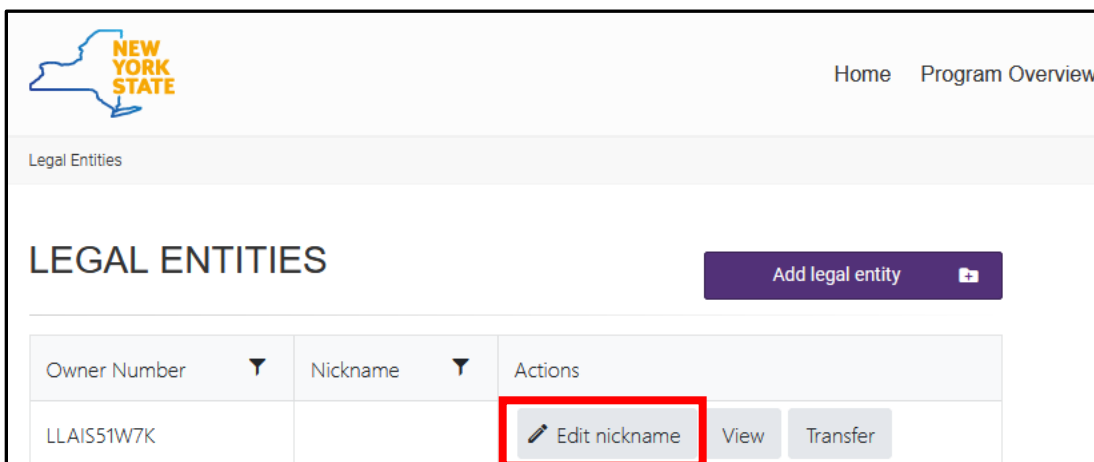 NEW
YORK
STATE
Home Program Overview
Legal Entities
LEGAL ENTITIES
Add legal entity
Owner Number Nickname Actions
LLAIS51W7K Edit nickname View Transfer